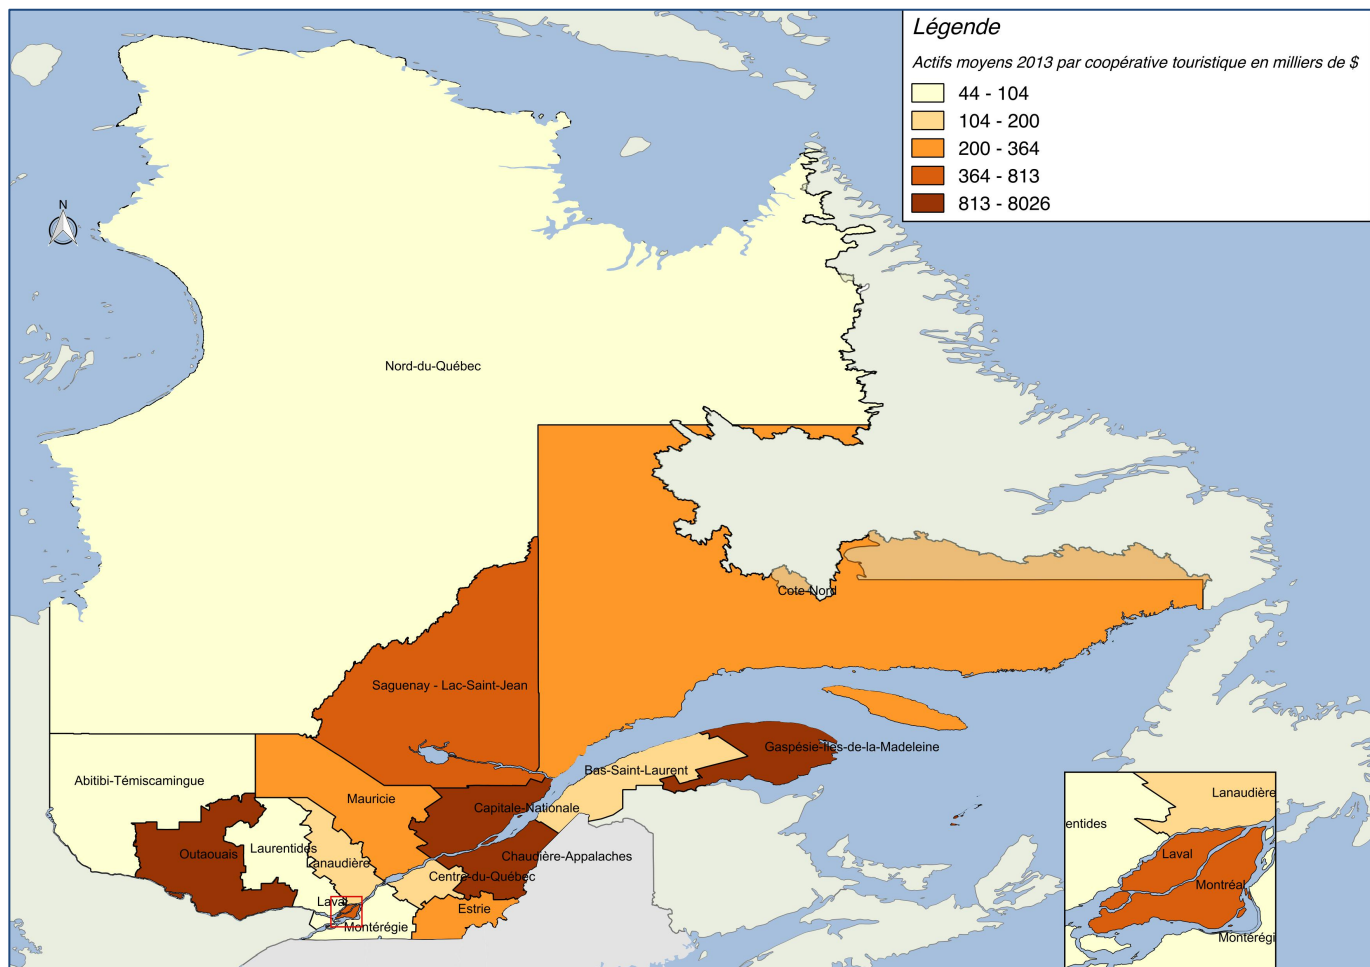 Légende
Actifs moyens 2013 par coopérative touristique en milliers de $
44 - 104
104 - 200
200 - 364
364 - 813
813 - 8026
N
Nord-du-Québec
Cote-Nord
Saguenay - Lac-Saint-Jean
Gaspésie-Iles-de-la-Madeleine
Bas-Saint-Laurent
Abitibi-Témiscamingue
Mauricie
Capitale-Nationale
Outaouais
Laurentides
Lanaudière
Chaudière-Appalaches
Centre-du-Québec
Laval
Estrie
Montérégie
Lanaudière
entides
Laval
Montréal
Montérégi